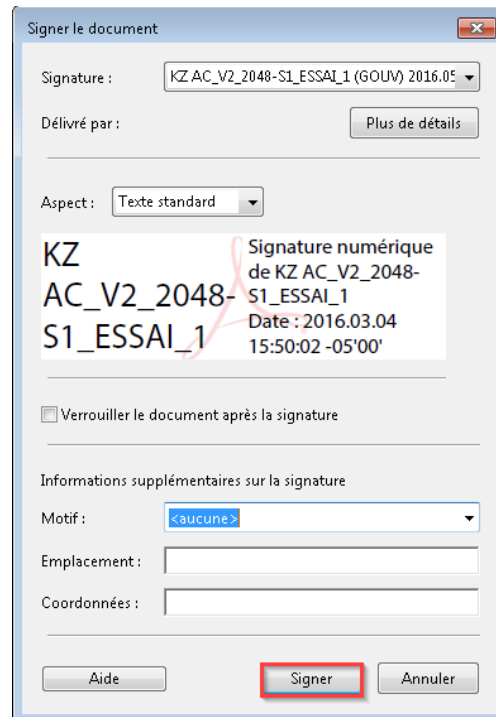 Signer le document
Signature : KZ AC_V2_2048-S1_ESSAI_1 (GOUV) 2016.05
Délivré par : Plus de détails
Aspect : Texte standard
KZ
AC_V2_2048-
S1_ESSAI_1
Signature numérique
de KZ AC_V2_2048-
S1_ESSAI_1
Date : 2016.03.04
15:50:02 -05'00'
Verrouiller le document après la signature
Informations supplémentaires sur la signature
Motif : <aucune>
Emplacement :
Coordonnées :
Aide Signer Annuler